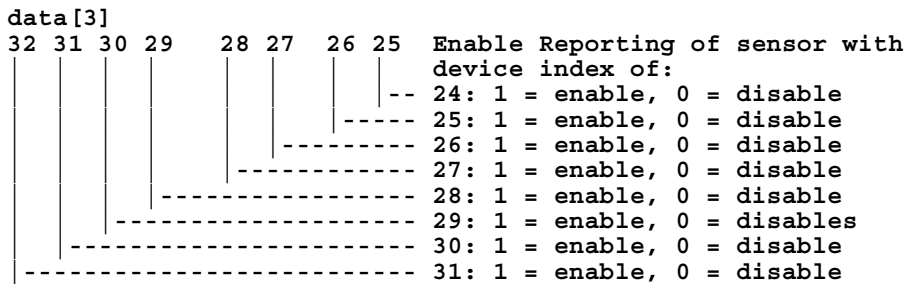 data[3]
32 31 30 29   28 27  26 25  Enable Reporting of sensor with
|  |  |  |    |  |   |  |   device index of:
|  |  |  |    |  |   |  |-- 24: 1 = enable, 0 = disable
|  |  |  |    |  |   |----- 25: 1 = enable, 0 = disable
|  |  |  |    |  |--------- 26: 1 = enable, 0 = disable
|  |  |  |    |------------ 27: 1 = enable, 0 = disable
|  |  |  |----------------- 28: 1 = enable, 0 = disable
|  |  |-------------------- 29: 1 = enable, 0 = disables
|  |----------------------- 30: 1 = enable, 0 = disable
|-------------------------- 31: 1 = enable, 0 = disable